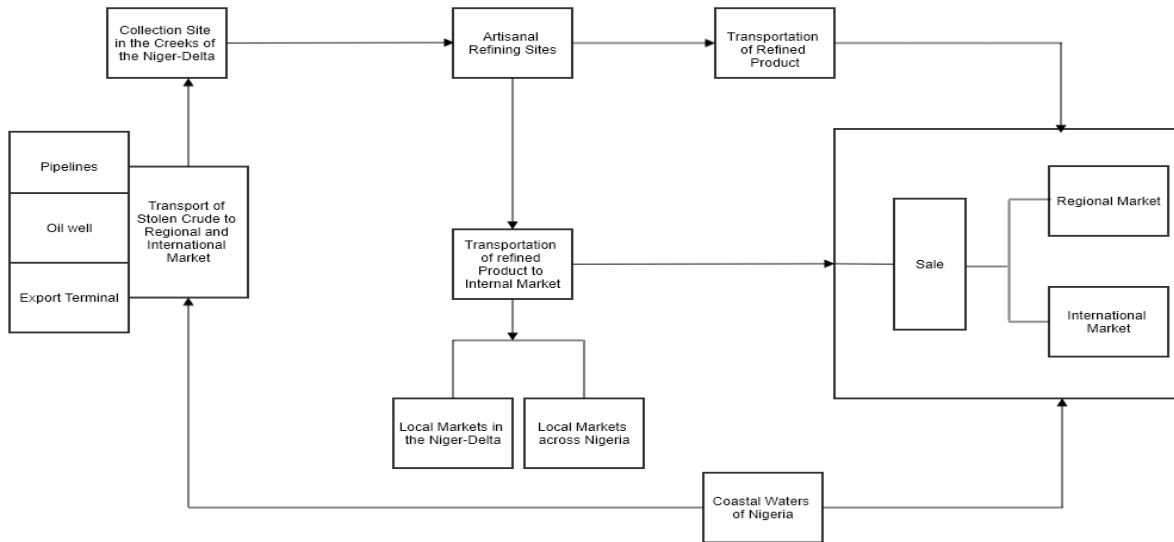 Collection Site
in the Creeks of
the Niger-Delta
Artisanal
Refining Sites
Transportation
of Refined
Product
Pipelines
Oil well
Export Terminal
Transport of
Stolen Crude to
Regional and
International
Market
Transportation
of refined
Product to
Internal Market
Sale
Regional Market
International
Market
Local Markets in
the Niger-Delta
Local Markets
across Nigeria
Coastal Waters
of Nigeria